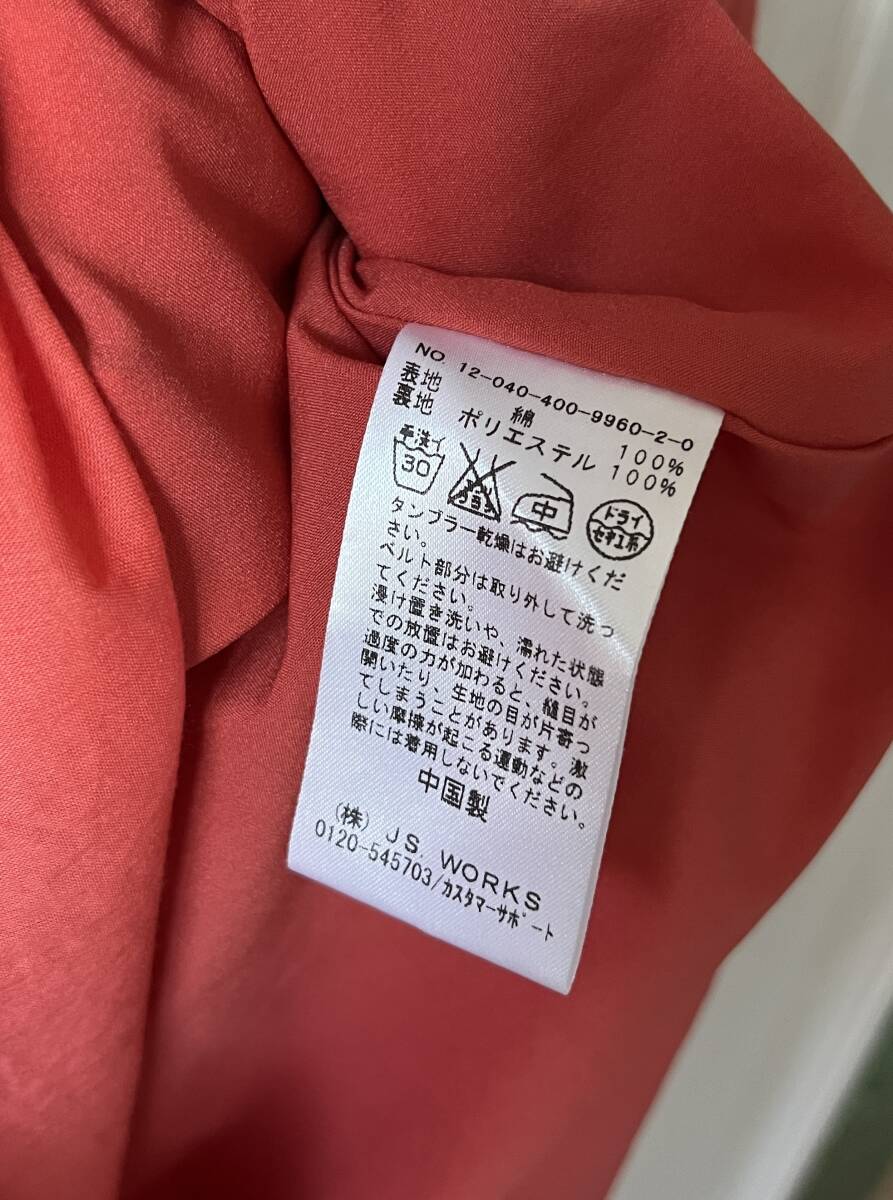 NO. 12-040-400-9960-2-0
表地 綿 100%
裏地 ポリエステル 100%
手洗イ 30 エンソサラシ 中 ドライ セキユ系
タンブラー乾燥はお避けくだ
さい。
ベルト部分は取り外して洗っ
てください。
浸け置き洗いや、濡れた状態
での放置はお避けください。
過度の力が加わると、縫目が
開いたり、生地の目が片寄っ
てしまうことがあります。激
しい摩擦が起こる運動などの
際には着用しないでください。
中国製
(株) J.S. WORKS
0120-545703/カスタマーサポート